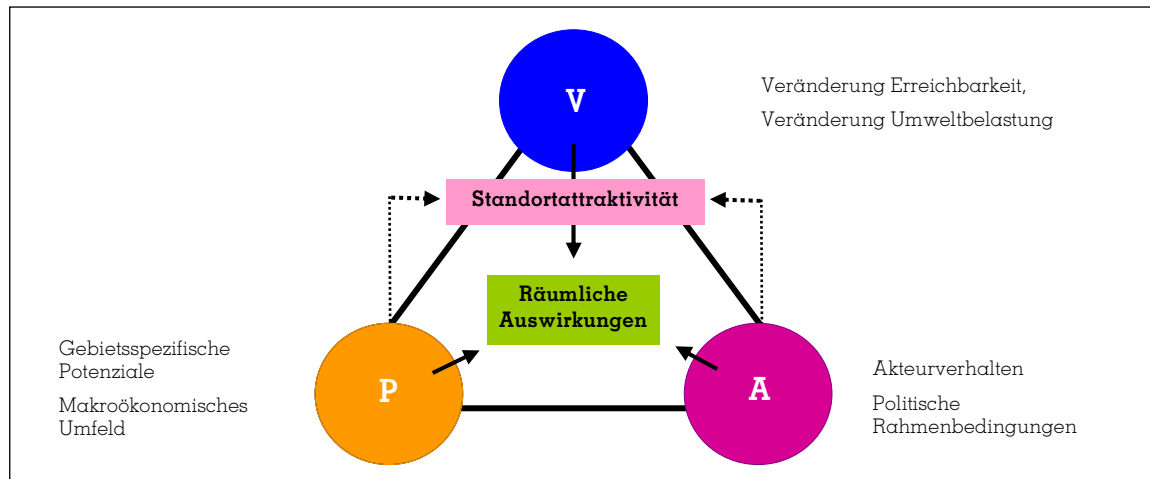 V
Veränderung Erreichbarkeit,
Veränderung Umweltbelastung
Standortattraktivität
Räumliche
Auswirkungen
Gebietsspezifische
Potenziale
Makroökonomisches
Umfeld
P
A
Akteurverhalten
Politische
Rahmenbedingungen